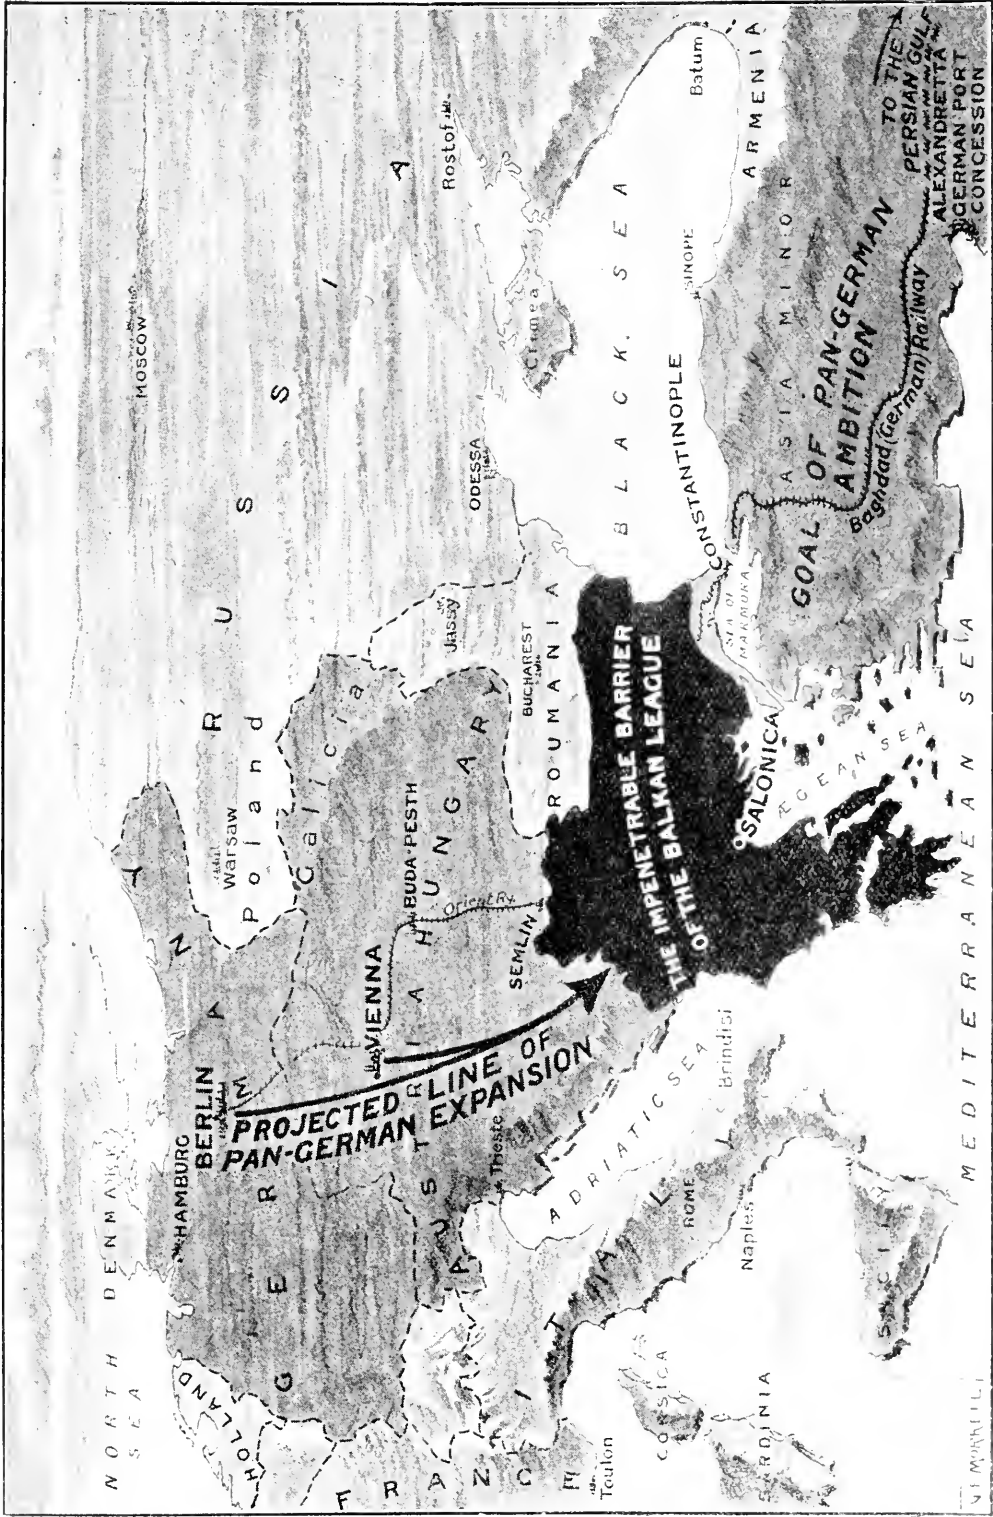 NORTH
SEA
DENMARK
HOLLAND
FRANCE
Toulon
CORSICA
SARDINIA
GERMANY
HAMBURG
BERLIN
PROJECTED LINE OF
PAN-GERMAN EXPANSION
AUSTRIA HUNGARY
VIENNA
BUDA-PESTH
Orient Ry.
SEMLIN
Trieste
ITALY
ROME
Naples
Brindisi
SICILY
ADRIATIC SEA
Warsaw
Poland
Galicia
RUSSIA
MOSCOW
Rostof
ODESSA
Crimea
Jassy
BUCHAREST
ROUMANIA
BLACK SEA
Batum
ARMENIA
SINOPE
CONSTANTINOPLE
SEA OF
MARMORA
THE IMPENETRABLE BARRIER
OF THE BALKAN LEAGUE
SALONICA
ÆGEAN SEA
ASIA MINOR
GOAL OF PAN-GERMAN
AMBITION
Baghdad (German) Railway
TO THE
PERSIAN GULF
ALEXANDRETTA
GERMAN PORT
CONCESSION
MEDITERRANEAN SEA